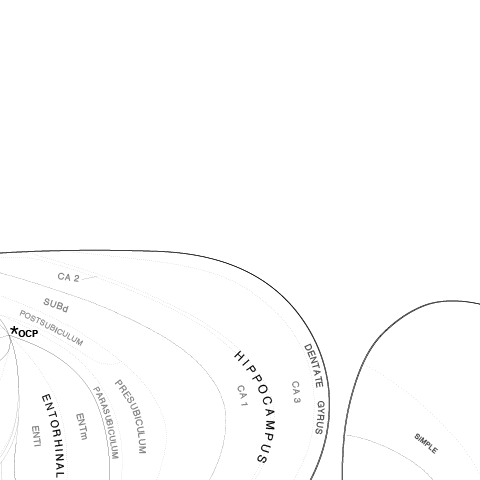 CA 2
SUBd
POSTSUBICULUM
*OCP
HIPPOCAMPUS
DENTATE GYRUS
CA 3
CA 1
PRESUBICULUM
PARASUBICULUM
ENTm
ENTORHINAL
ENTl
SIMPLE